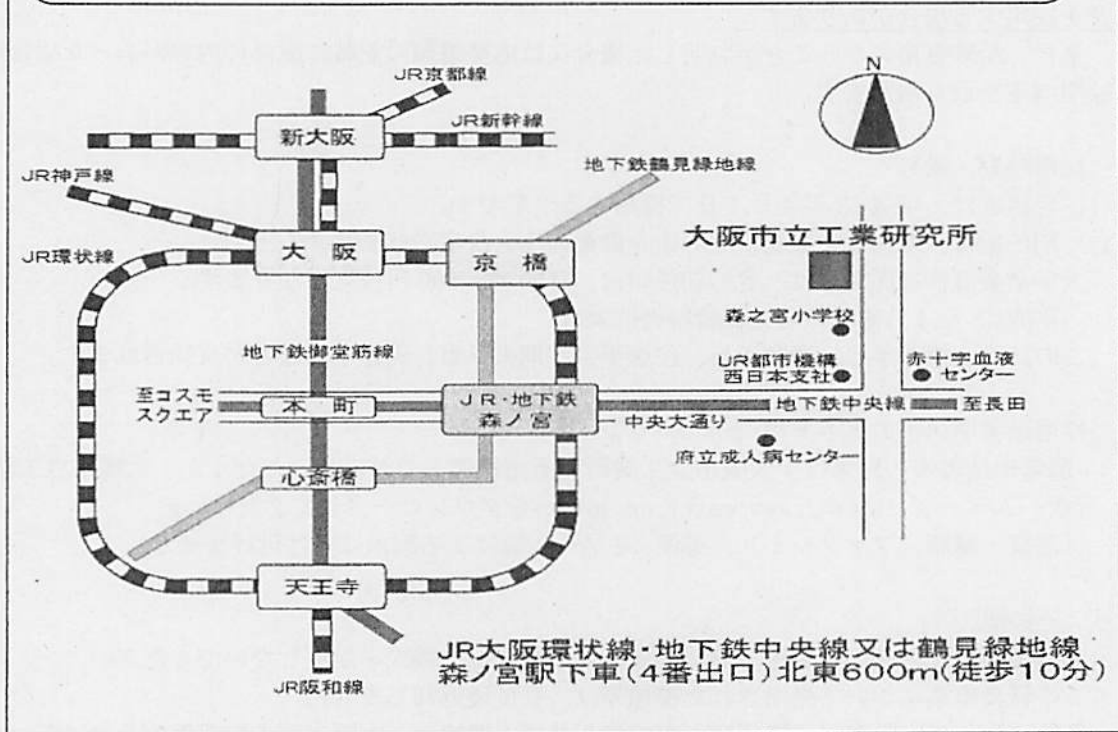 JR京都線
N
新大阪
JR新幹線
地下鉄鶴見緑地線
JR神戸線
大阪市立工業研究所
JR環状線
大阪
京橋
森之宮小学校
地下鉄御堂筋線
JR都市機構
西日本支社
赤十字血液
センター
至コスモ
スクエア
本町
JR・地下鉄
森ノ宮
中央大通り
地下鉄中央線
至長田
府立成人病センター
心斎橋
天王寺
JR阪和線
JR大阪環状線・地下鉄中央線又は鶴見緑地線
森ノ宮駅下車(4番出口)北東600m(徒歩10分)